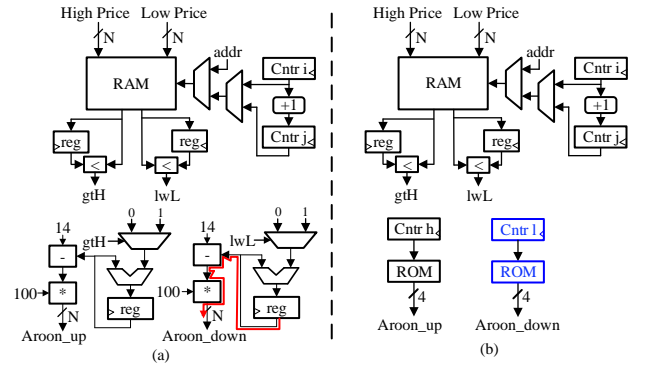 High Price Low Price
N N
addr
RAM
Cntr i
+1
Cntr j
reg
reg
<
<
gtH
lwL
0 1
14
gtH
-
100
*
reg
N
Aroon_up
0 1
14
lwL
-
100
*
reg
N
Aroon_down
(a)
High Price Low Price
N N
addr
RAM
Cntr i
+1
Cntr j
reg
reg
<
<
gtH
lwL
Cntr h
Cntr l
ROM
ROM
4
4
Aroon_up
Aroon_down
(b)